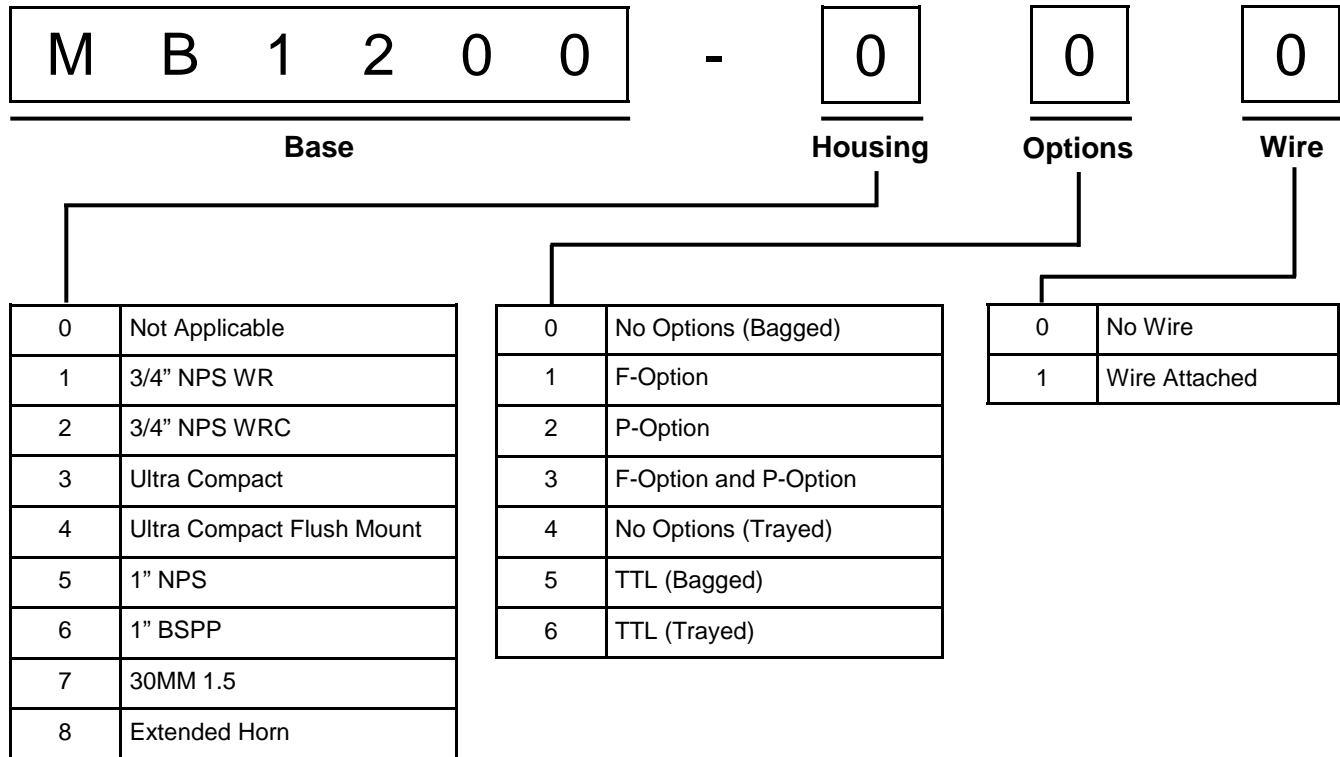 M B 1 2 0 0 - 0 0 0
Base Housing Options Wire
0 Not Applicable
1 3/4” NPS WR
2 3/4” NPS WRC
3 Ultra Compact
4 Ultra Compact Flush Mount
5 1” NPS
6 1” BSPP
7 30MM 1.5
8 Extended Horn
0 No Options (Bagged)
1 F-Option
2 P-Option
3 F-Option and P-Option
4 No Options (Trayed)
5 TTL (Bagged)
6 TTL (Trayed)
0 No Wire
1 Wire Attached